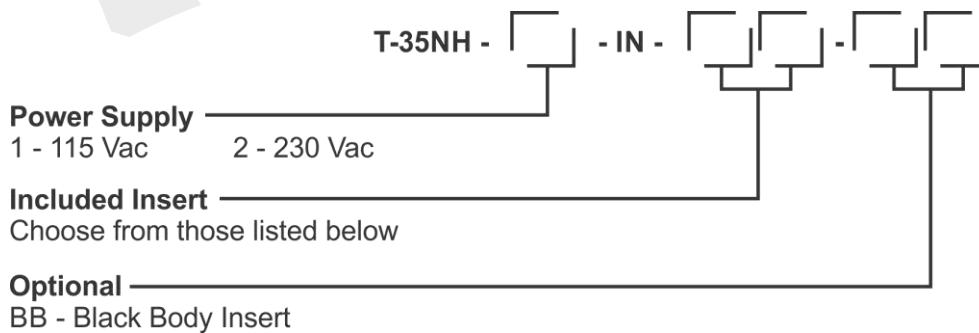 T-35NH - - IN - -
Power Supply
1 - 115 Vac 2 - 230 Vac
Included Insert
Choose from those listed below
Optional
BB - Black Body Insert